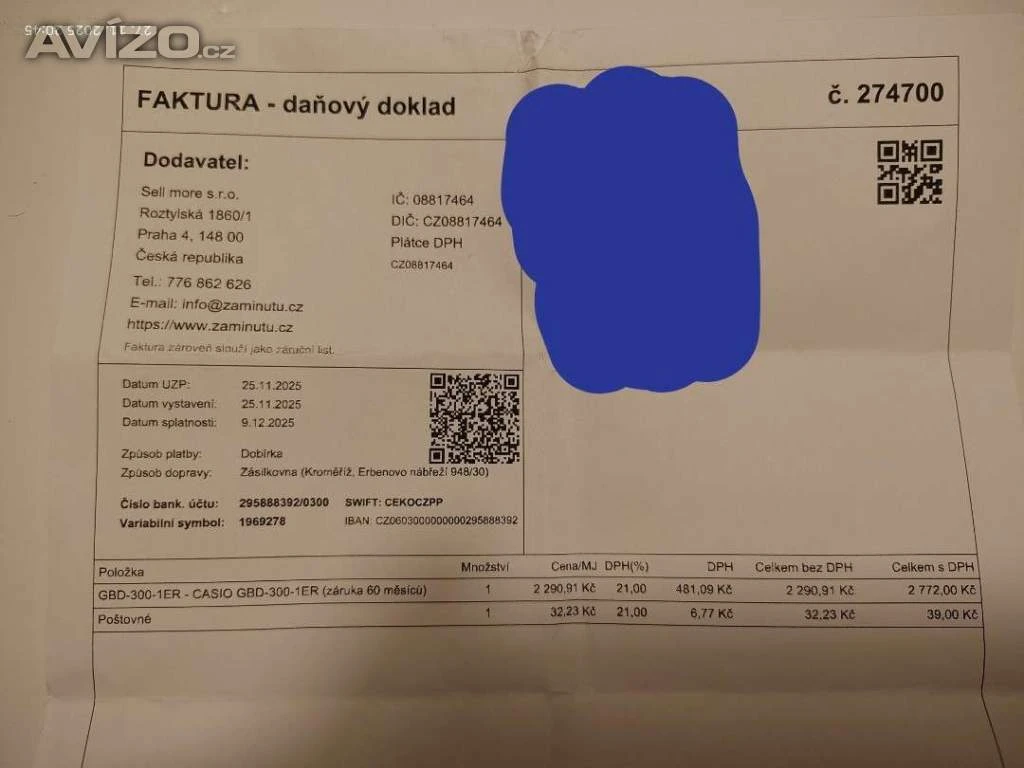 27. 11. 2025 20:45
AVÍZO.cz
FAKTURA - daňový doklad
č. 274700
Dodavatel:
Sell more s.r.o.
Roztylská 1860/1
Praha 4, 148 00
Česká republika
IČ: 08817464
DIČ: CZ08817464
Plátce DPH
CZ08817464
Tel.: 776 862 626
E-mail: info@zaminutu.cz
https://www.zaminutu.cz
Faktura zároveň slouží jako záruční list.
Datum UZP: 25.11.2025
Datum vystavení: 25.11.2025
Datum splatnosti: 9.12.2025
Způsob platby: Dobírka
Způsob dopravy: Zásilkovna (Kroměříž, Erbenovo nábřeží 948/30)
Číslo bank. účtu: 295888392/0300 SWIFT: CEKOCZPP
Variabilní symbol: 1969278 IBAN: CZ0603000000000295888392
Položka Množství Cena/MJ DPH(%) DPH Celkem bez DPH Celkem s DPH
GBD-300-1ER - CASIO GBD-300-1ER (záruka 60 měsíců) 1 2 290,91 Kč 21,00 481,09 Kč 2 290,91 Kč 2 772,00 Kč
Poštovné 1 32,23 Kč 21,00 6,77 Kč 32,23 Kč 39,00 Kč